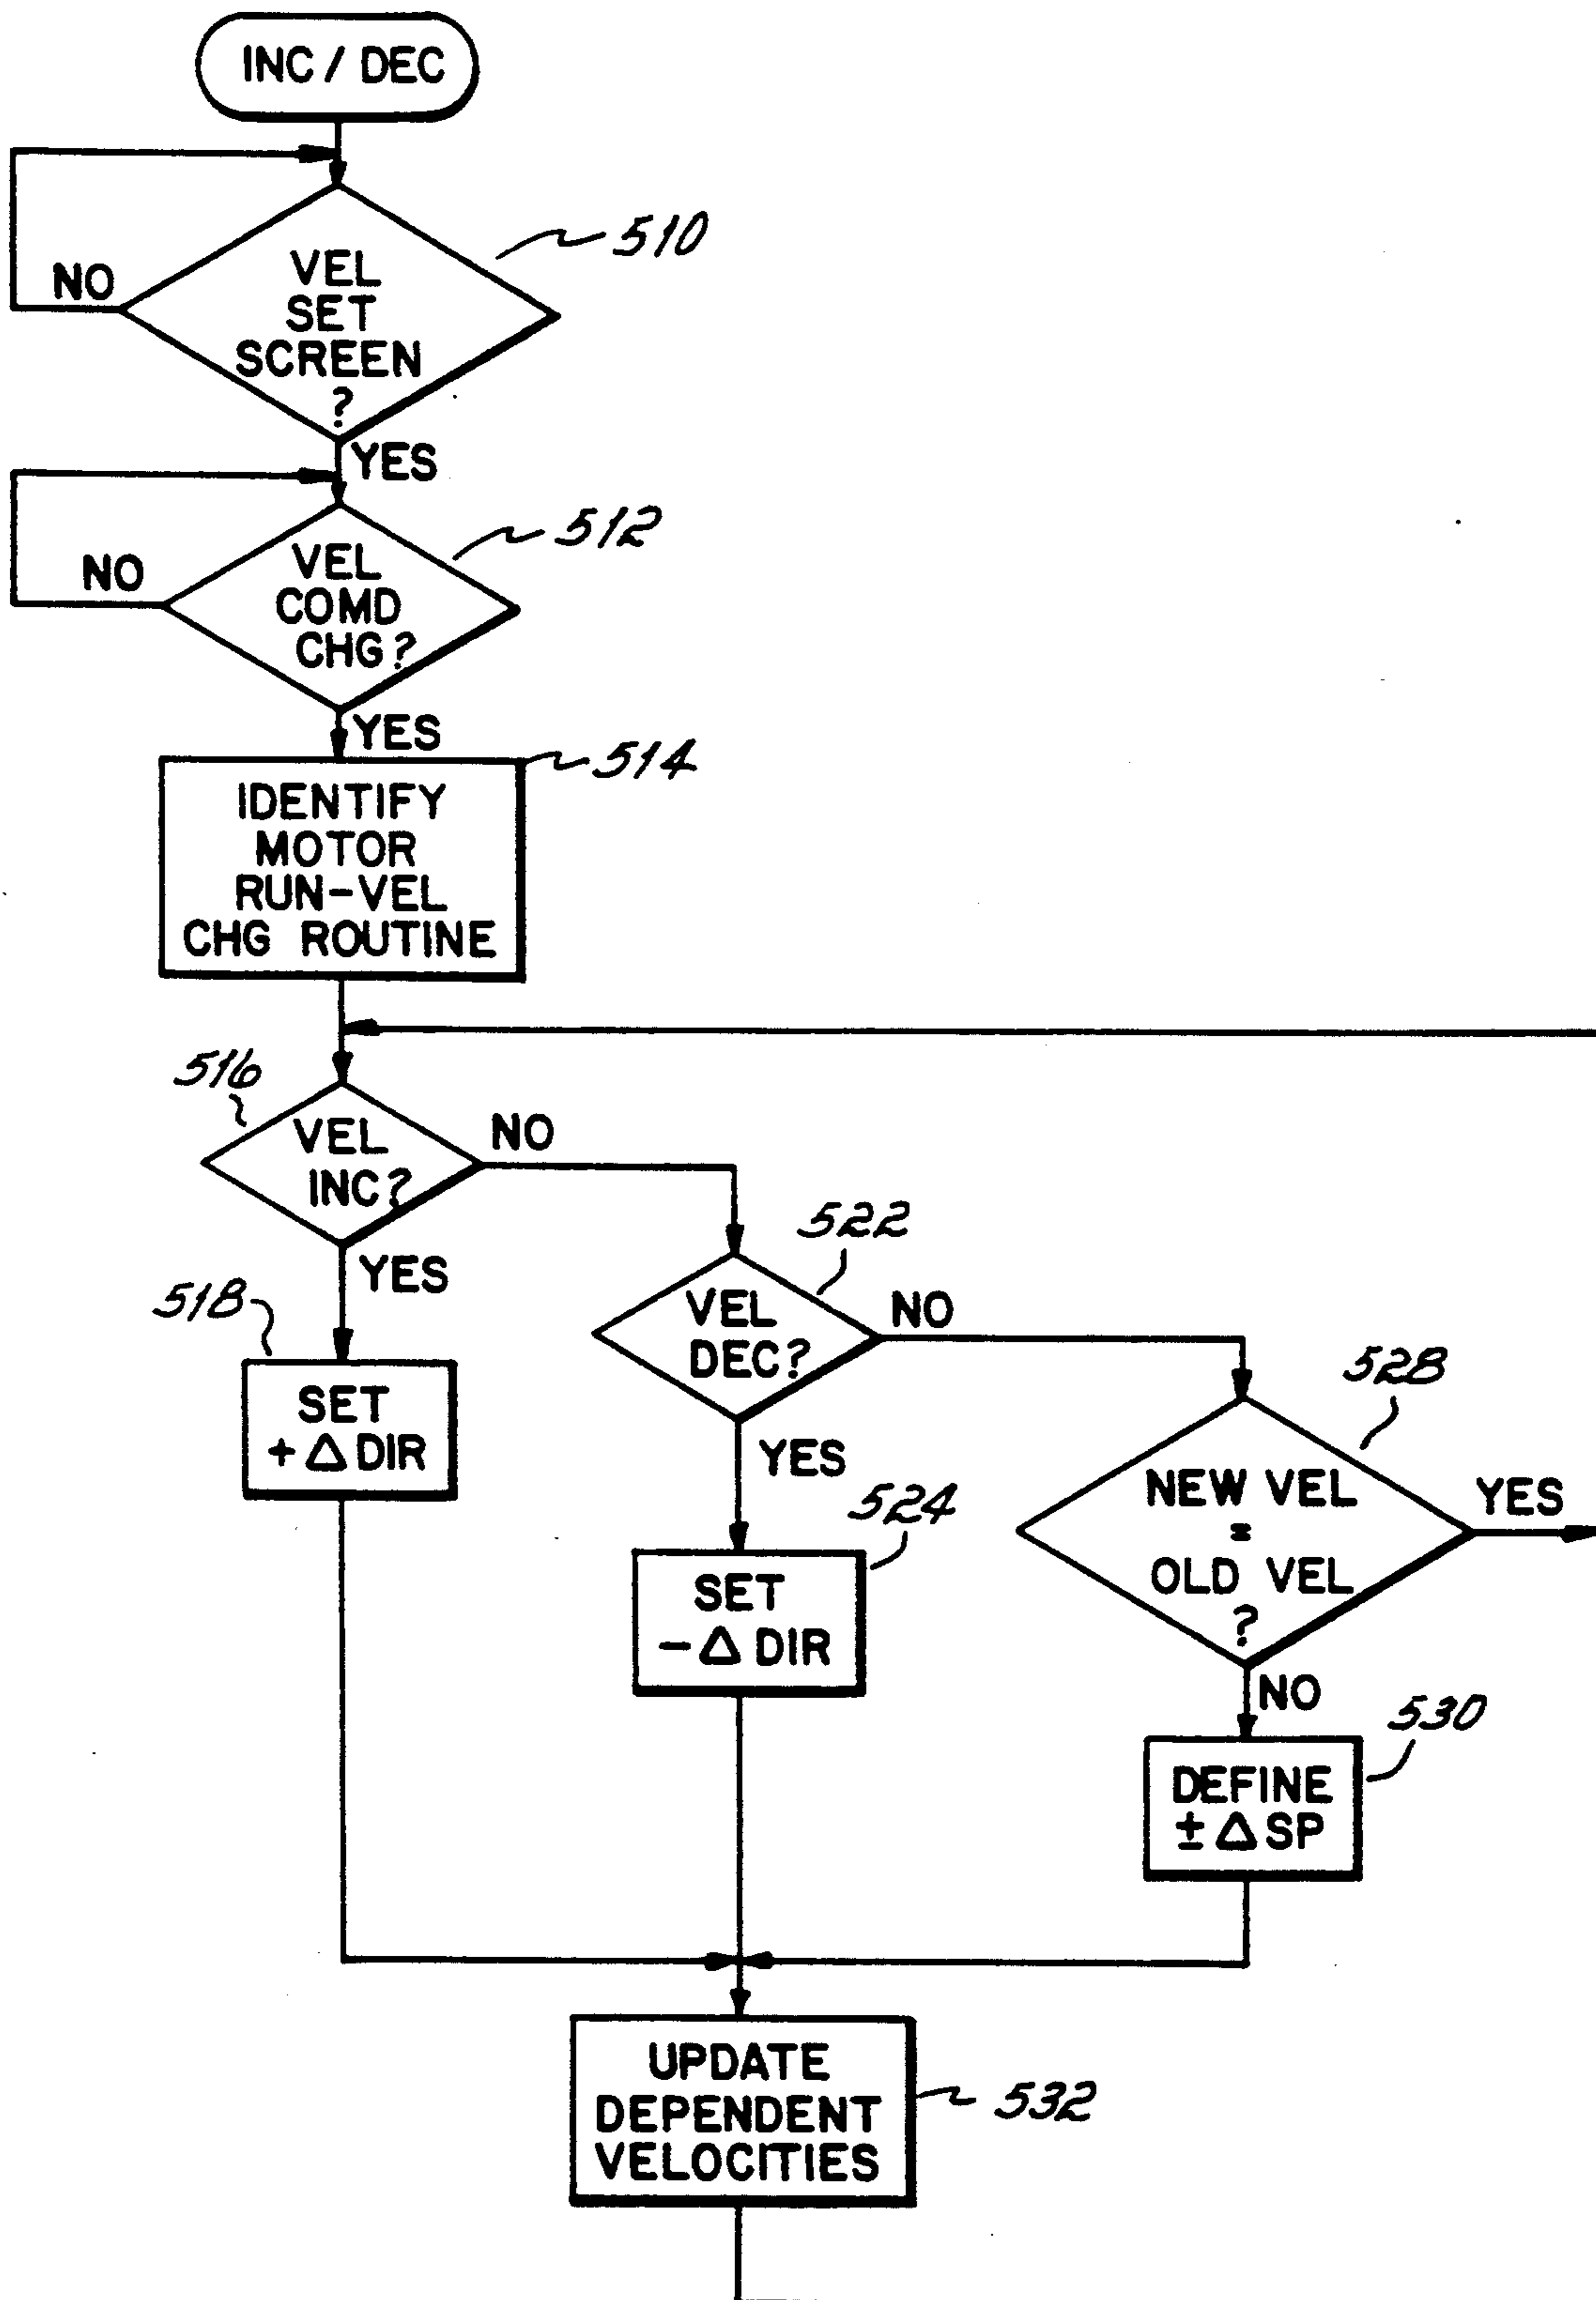 INC / DEC
510
VEL
SET
SCREEN
?
NO
YES
512
VEL
COMD
CHG?
NO
YES
514
IDENTIFY
MOTOR
RUN-VEL
CHG ROUTINE
516
VEL
INC?
NO
YES
522
VEL
DEC?
NO
YES
518
SET
+ Δ DIR
528
NEW VEL
=
OLD VEL
?
YES
NO
524
SET
- Δ DIR
530
DEFINE
± Δ SP
UPDATE
DEPENDENT
VELOCITIES
532